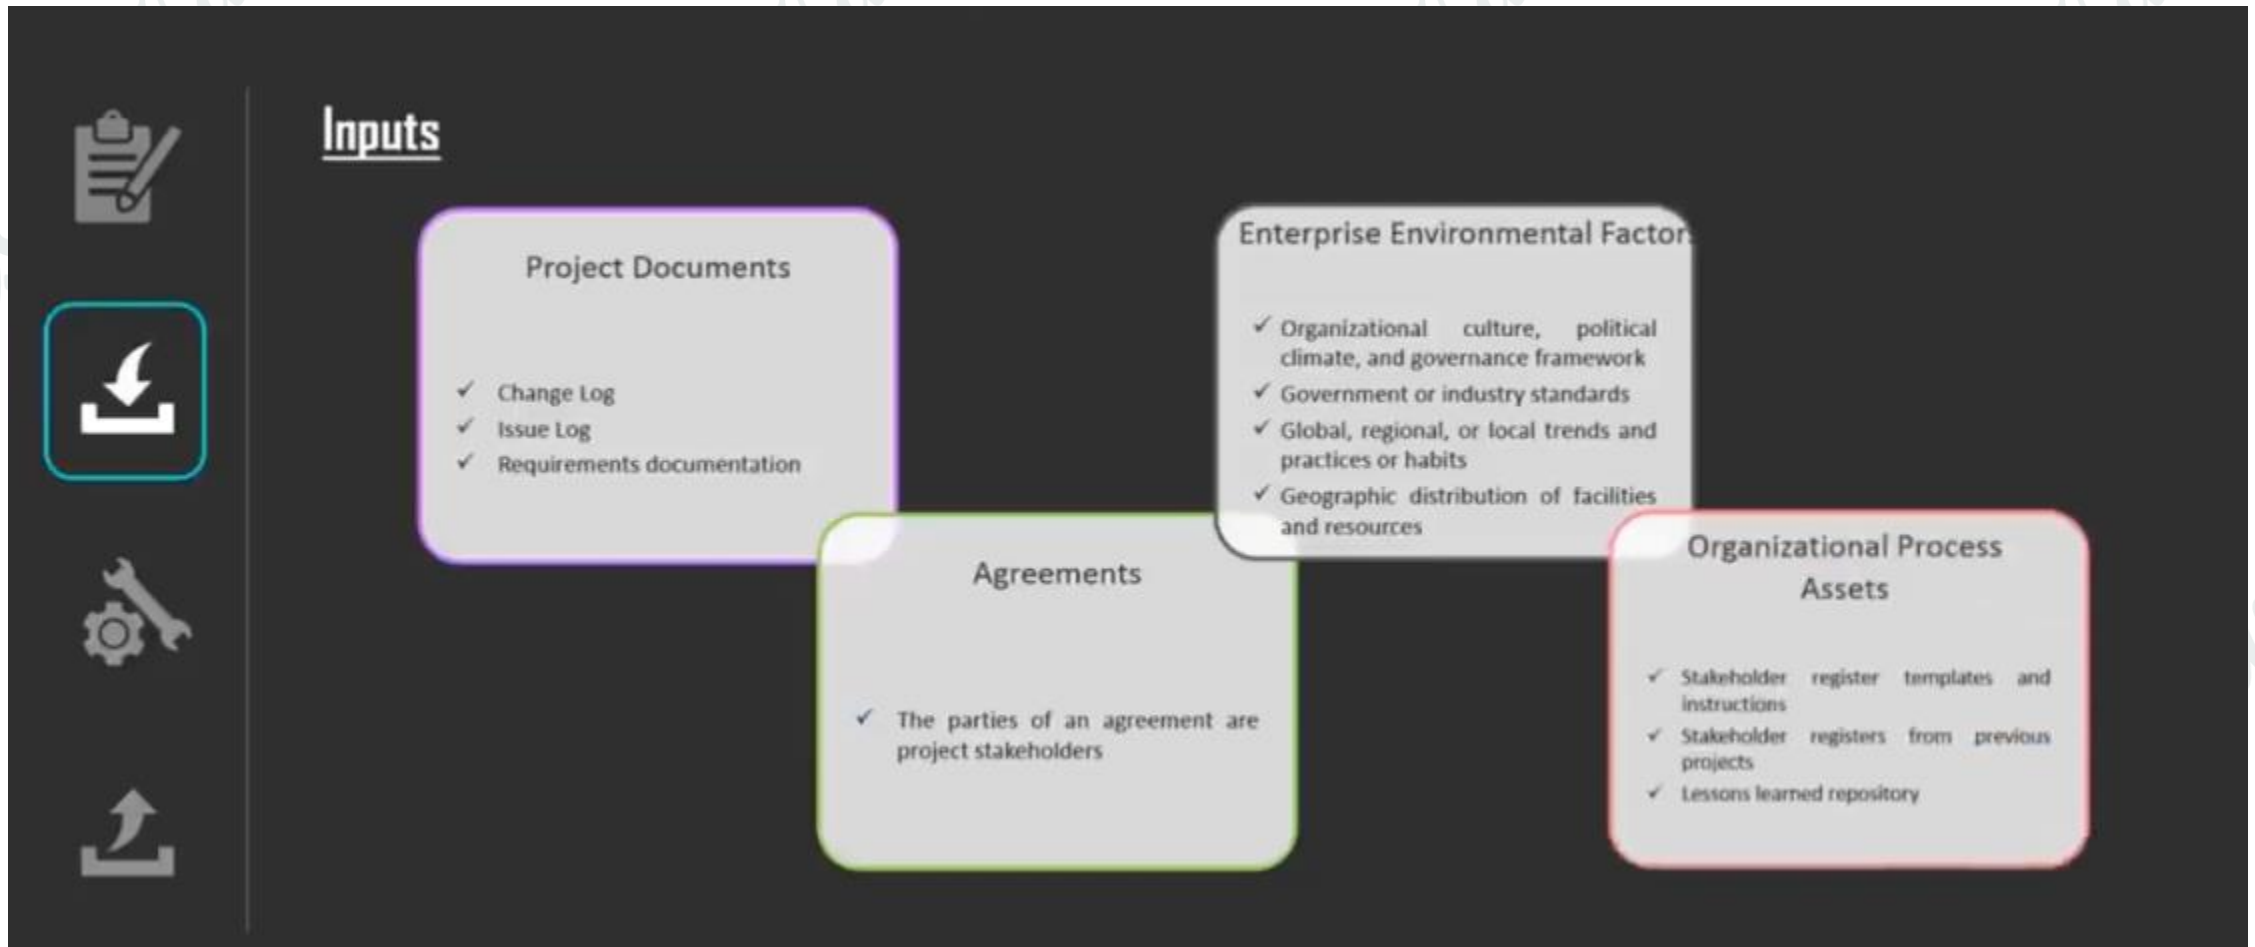 Inputs
Project Documents
✓ Change Log
✓ Issue Log
✓ Requirements documentation
Agreements
✓ The parties of an agreement are
project stakeholders
Enterprise Environmental Factor
✓ Organizational culture, political
climate, and governance framework
✓ Government or industry standards
✓ Global, regional, or local trends and
practices or habits
✓ Geographic distribution of facilities
and resources
Organizational Process
Assets
✓ Stakeholder register templates and
instructions
✓ Stakeholder registers from previous
projects
✓ Lessons learned repository